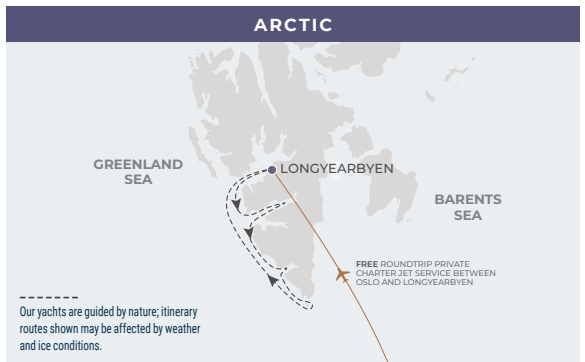 ARCTIC
GREENLAND
SEA
LONGYEARBYEN
BARENTS
SEA
FREE ROUNDTRIP PRIVATE
CHARTER JET SERVICE BETWEEN
OSLO AND LONGYEARBYEN
Our yachts are guided by nature; itinerary
routes shown may be affected by weather
and ice conditions.